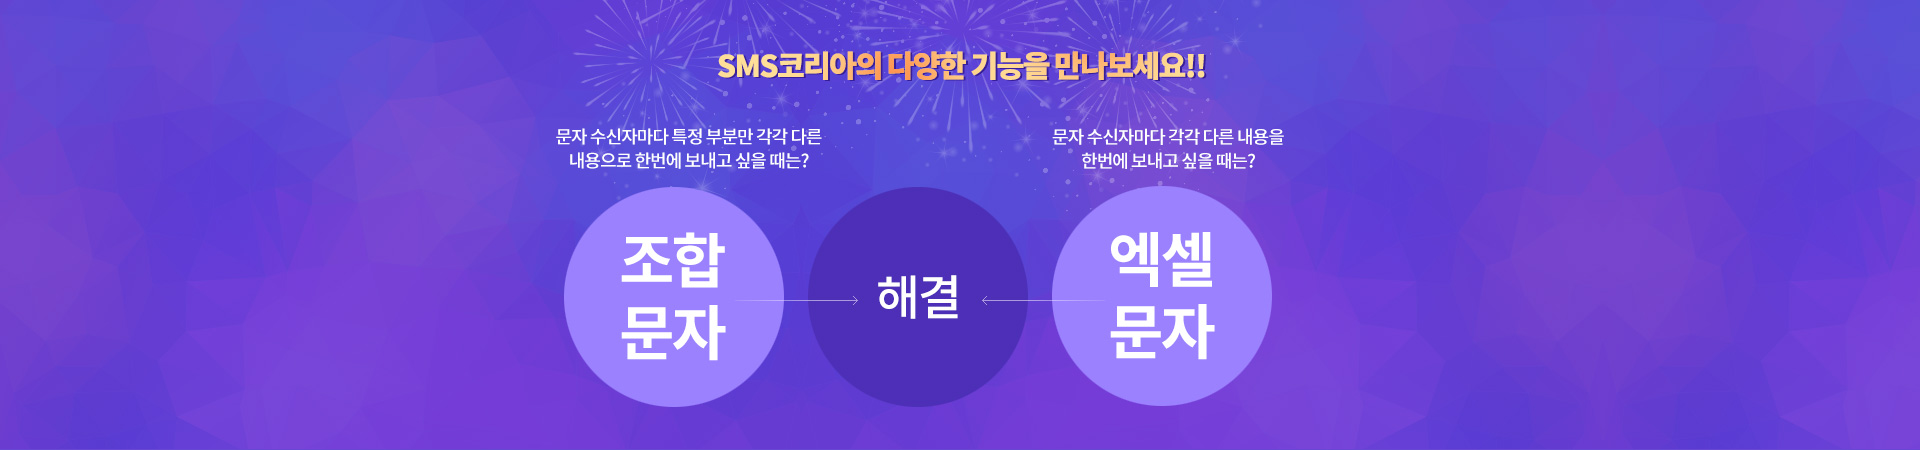 SMS코리아의 다양한 기능을 만나보세요!!
문자 수신자마다 특정 부분만 각각 다른
내용으로 한번에 보내고 싶을 때는?
조합
문자
해결
문자 수신자마다 각각 다른 내용을
한번에 보내고 싶을 때는?
엑셀
문자